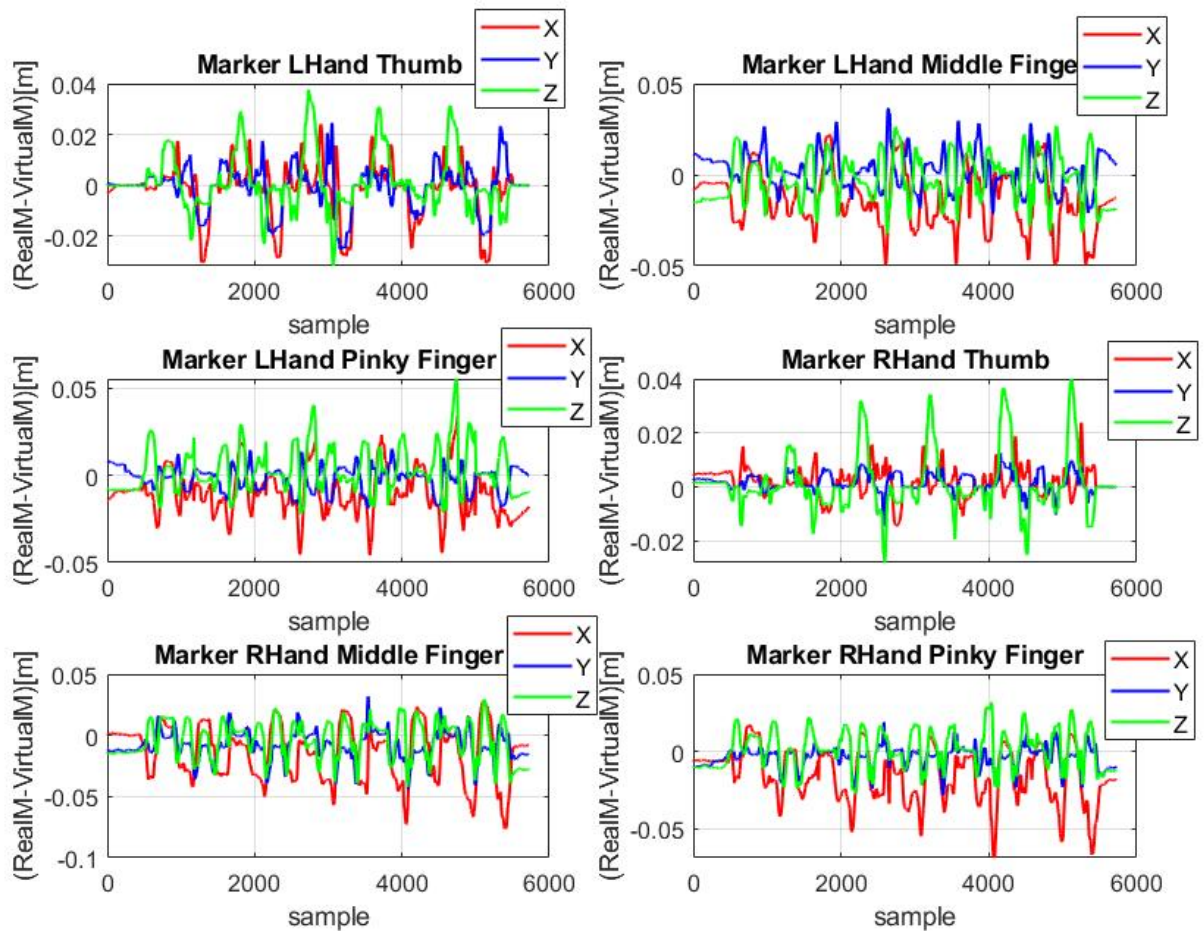 Marker LHand Thumb
X
Y
Z
(RealM-VirtualM)[m]
0.04
0.02
0
-0.02
0
2000
4000
6000
sample
Marker LHand Middle Finge
X
Y
Z
(RealM-VirtualM)[m]
0.05
0
-0.05
0
2000
4000
6000
sample
Marker LHand Pinky Finger
X
Y
Z
(RealM-VirtualM)[m]
0.05
0
-0.05
0
2000
4000
6000
sample
Marker RHand Thumb
X
Y
Z
(RealM-VirtualM)[m]
0.04
0.02
0
-0.02
0
2000
4000
6000
sample
Marker RHand Middle Finger
X
Y
Z
(RealM-VirtualM)[m]
0.05
0
-0.05
-0.1
0
2000
4000
6000
sample
Marker RHand Pinky Finger
X
Y
Z
(RealM-VirtualM)[m]
0.05
0
-0.05
0
2000
4000
6000
sample